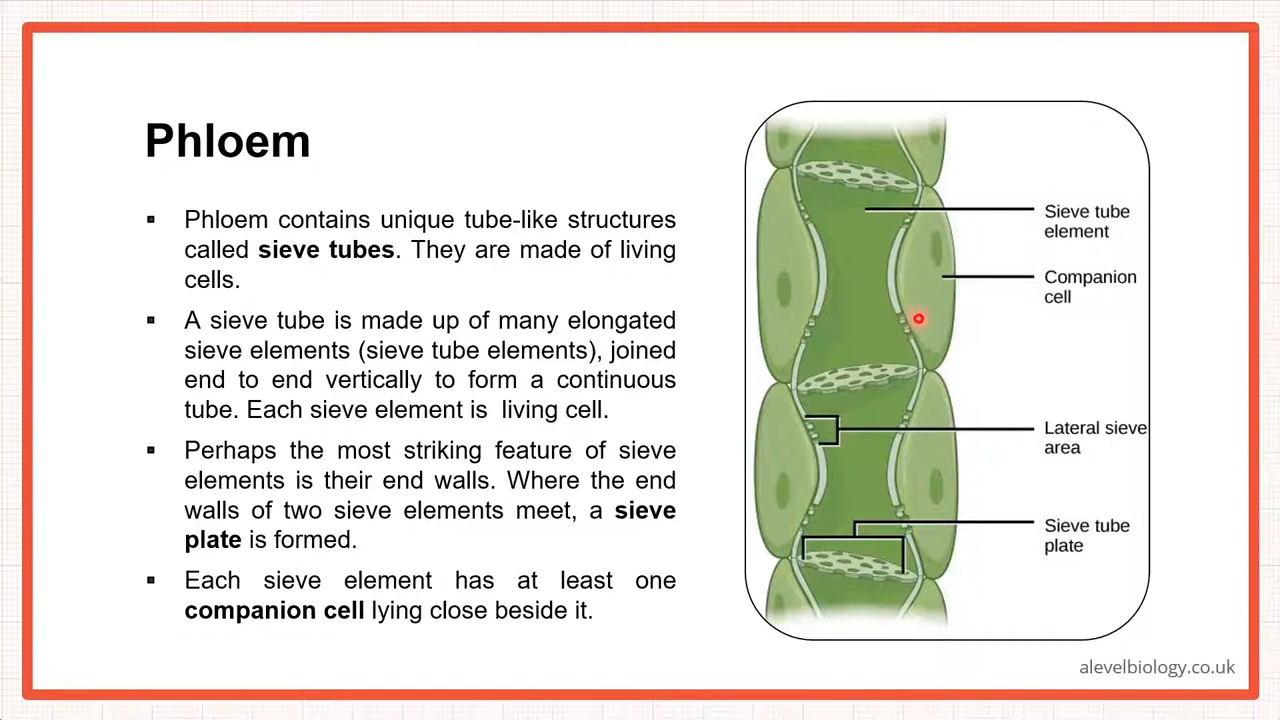 Phloem
▪ Phloem contains unique tube-like structures
called sieve tubes. They are made of living
cells.
▪ A sieve tube is made up of many elongated
sieve elements (sieve tube elements), joined
end to end vertically to form a continuous
tube. Each sieve element is living cell.
▪ Perhaps the most striking feature of sieve
elements is their end walls. Where the end
walls of two sieve elements meet, a sieve
plate is formed.
▪ Each sieve element has at least one
companion cell lying close beside it.
Sieve tube
element
Companion
cell
Lateral sieve
area
Sieve tube
plate
alevelbiology.co.uk